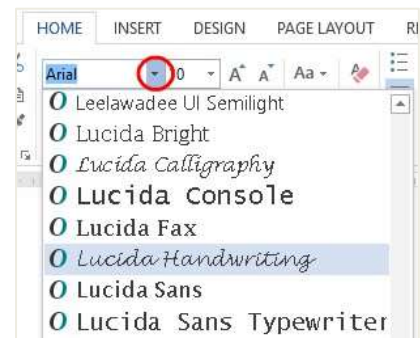 HOME INSERT DESIGN PAGE LAYOUT
Arial 0 A A Aa
O Leelawadee UI Semilight
O Lucida Bright
O Lucida Calligraphy
O Lucida Console
O Lucida Fax
O Lucida Handwriting
O Lucida Sans
O Lucida Sans Typewriter